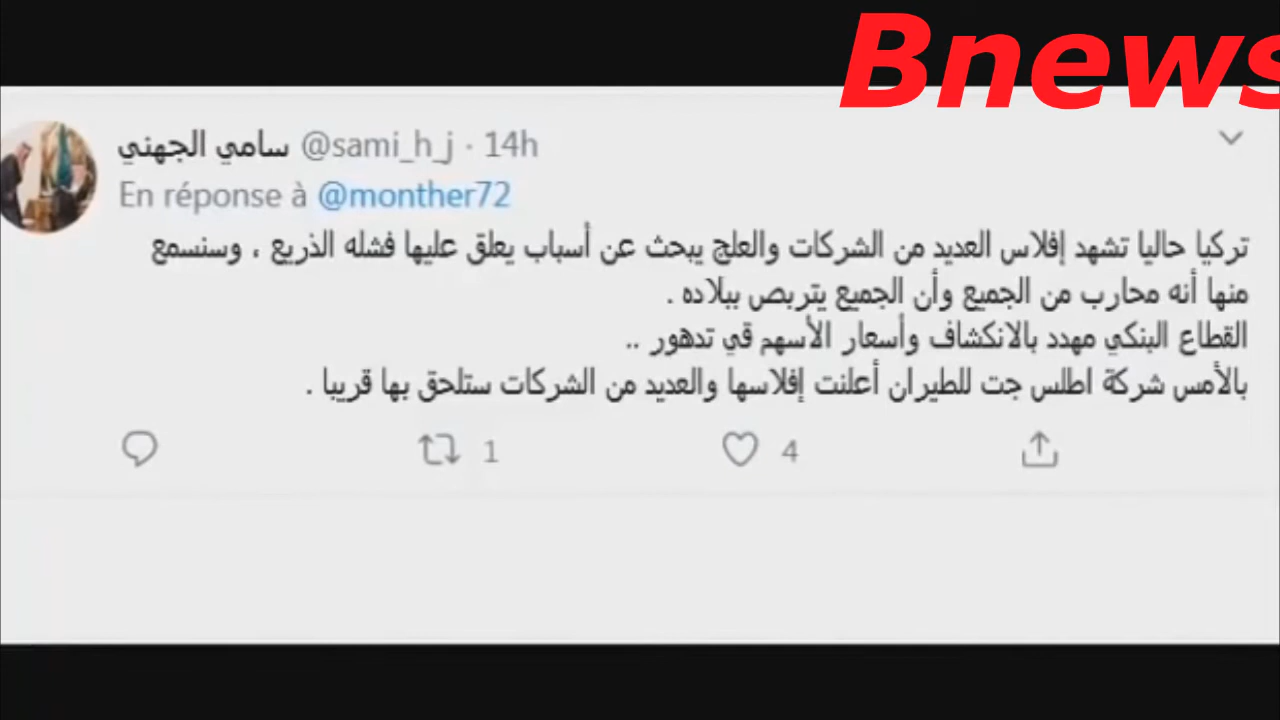 Bnews
سامي الجهني @sami_h_j · 14h
En réponse à @monther72
تركيا حاليا تشهد إفلاس العديد من الشركات والعلج يبحث عن أسباب يعلق عليها فشله الذريع ، وسنسمع
منها أنه محارب من الجميع وأن الجميع يتربص ببلاده .
القطاع البنكي مهدد بالانكشاف وأسعار الأسهم قي تدهور ..
بالأمس شركة اطلس جت للطيران أعلنت إفلاسها والعديد من الشركات ستلحق بها قريبا .
1 4